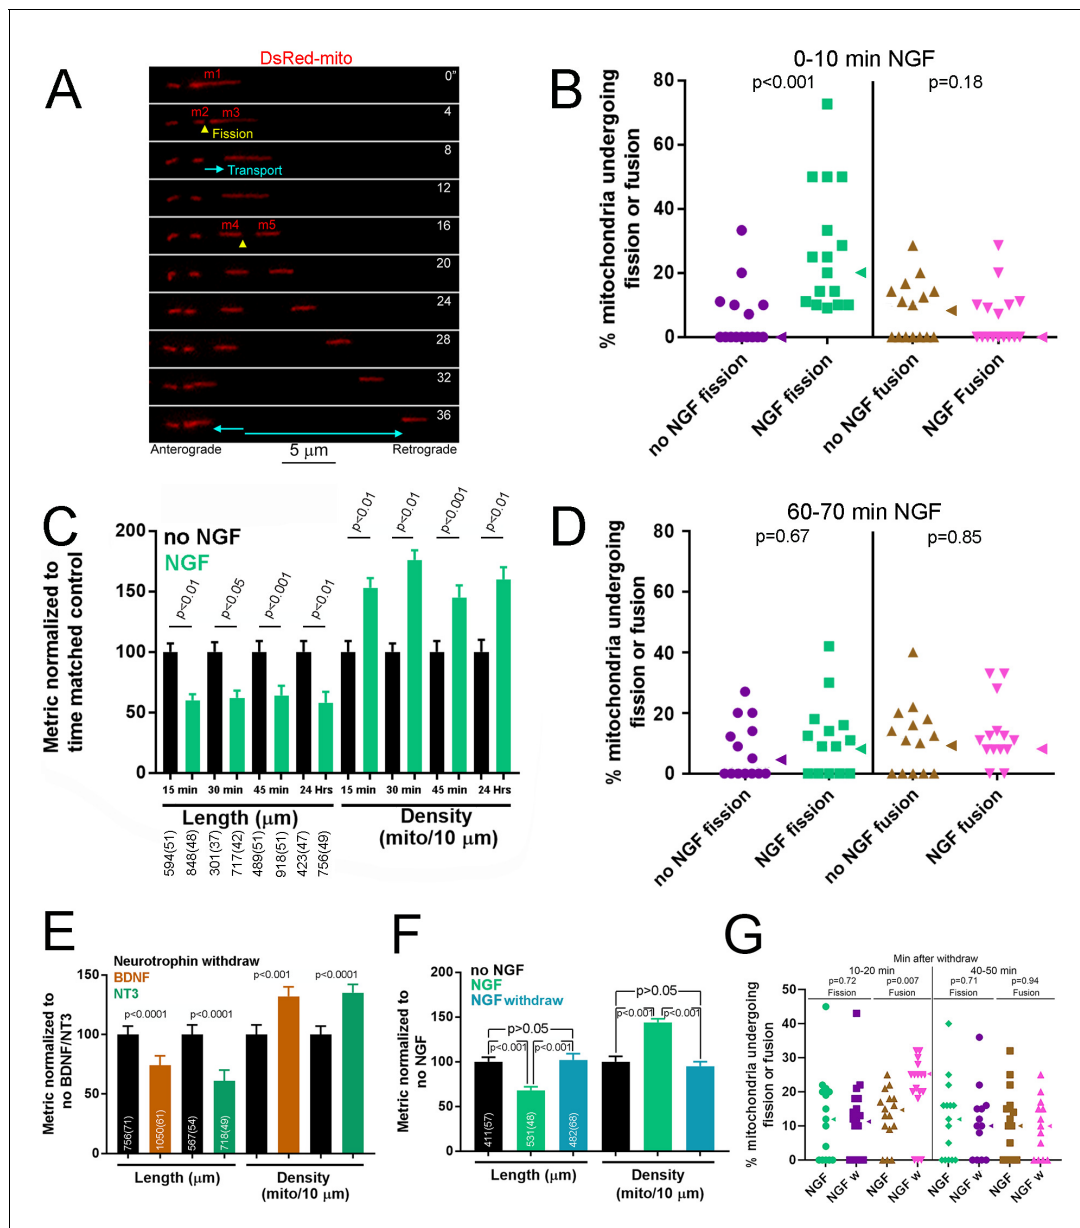 A
DsRed-mito
m1
0"
m2 m3
4
Fission
8
Transport
12
16
m4 m5
20
24
28
32
36
Anterograde
5 μm
Retrograde
B
0-10 min NGF
p<0.001
p=0.18
% mitochondria undergoing
fission or fusion
80
60
40
20
0
no NGF fission
NGF fission
no NGF fusion
NGF Fusion
C
no NGF
NGF
Metric normalized to
time matched control
200
150
100
50
0
p<0.01
p<0.05
p<0.001
p<0.01
p<0.01
p<0.01
p<0.001
p<0.01
15 min 30 min 45 min 24 Hrs 15 min 30 min 45 min 24 Hrs
Length (μm)
Density
(mito/10 μm)
594(51)
848(48)
301(37)
717(42)
489(51)
918(51)
423(47)
756(49)
D
60-70 min NGF
p=0.67
p=0.85
% mitochondria undergoing
fission or fusion
80
60
40
20
0
no NGF fission
NGF fission
no NGF fusion
NGF fusion
E
Neurotrophin withdraw
BDNF
NT3
Metric normalized to
no BDNF/NT3
150
100
50
0
p<0.0001
p<0.0001
p<0.001
p<0.0001
756(71)
1050(61)
567(54)
718(49)
Length (μm)
Density
(mito/10 μm)
F
no NGF
NGF
NGF withdraw
Metric normalized to
no NGF
200
150
100
50
0
p>0.05
p<0.001
p<0.001
p>0.05
p<0.001
p<0.001
411(57)
531(48)
482(68)
Length (μm)
Density
(mito/10 μm)
G
Min after withdraw
10-20 min
40-50 min
p=0.72 p=0.007 p=0.71 p=0.94
Fission Fusion Fission Fusion
% mitochondria undergoing
fission or fusion
50
40
30
20
10
0
NGF
NGF w
NGF
NGF w
NGF
NGF w
NGF
NGF w